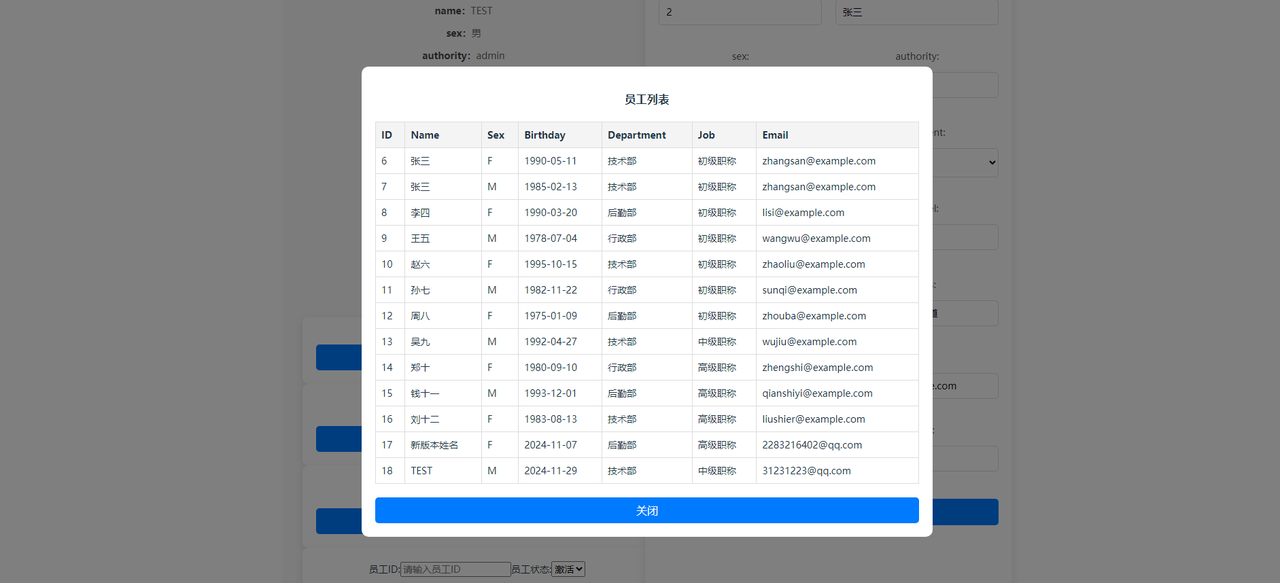 name: TEST
sex: 男
authority: admin
2
张三
sex:
authority:
员工列表
ID Name Sex Birthday Department Job Email
6 张三 F 1990-05-11 技术部 初级职称 zhangsan@example.com
7 张三 M 1985-02-13 技术部 初级职称 zhangsan@example.com
8 李四 F 1990-03-20 后勤部 初级职称 lisi@example.com
9 王五 M 1978-07-04 行政部 初级职称 wangwu@example.com
10 赵六 F 1995-10-15 技术部 初级职称 zhaoliu@example.com
11 孙七 M 1982-11-22 行政部 初级职称 sunqi@example.com
12 周八 F 1975-01-09 后勤部 初级职称 zhouba@example.com
13 吴九 M 1992-04-27 技术部 中级职称 wujiu@example.com
14 郑十 F 1980-09-10 行政部 高级职称 zhengshi@example.com
15 钱十一 M 1993-12-01 后勤部 高级职称 qianshiyi@example.com
16 刘十二 F 1983-08-13 技术部 高级职称 liushier@example.com
17 新版本姓名 F 2024-11-07 后勤部 高级职称 2283216402@qq.com
18 TEST M 2024-11-29 技术部 中级职称 31231223@qq.com
关闭
nt:
l:
:
e.com
:
员工ID: 请输入员工ID 员工状态: 激活